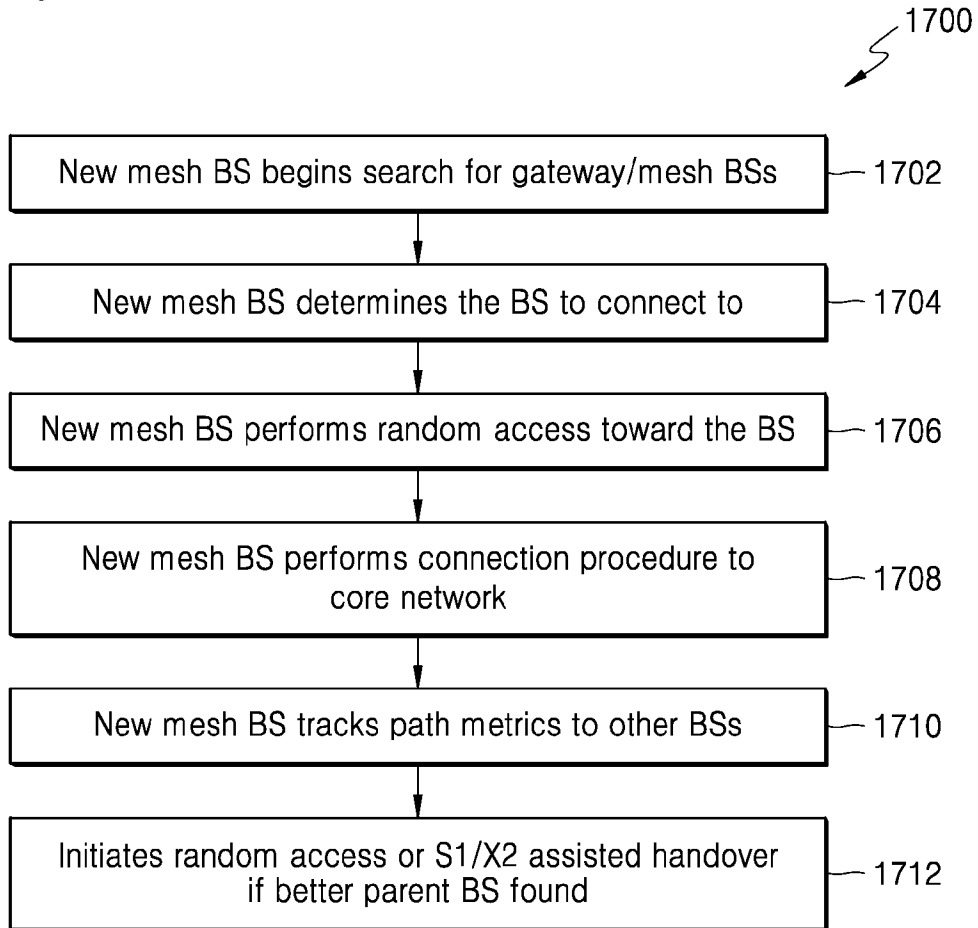 1700
New mesh BS begins search for gateway/mesh BSs
1702
New mesh BS determines the BS to connect to
1704
New mesh BS performs random access toward the BS
1706
New mesh BS performs connection procedure to
core network
1708
New mesh BS tracks path metrics to other BSs
1710
Initiates random access or S1/X2 assisted handover
if better parent BS found
1712